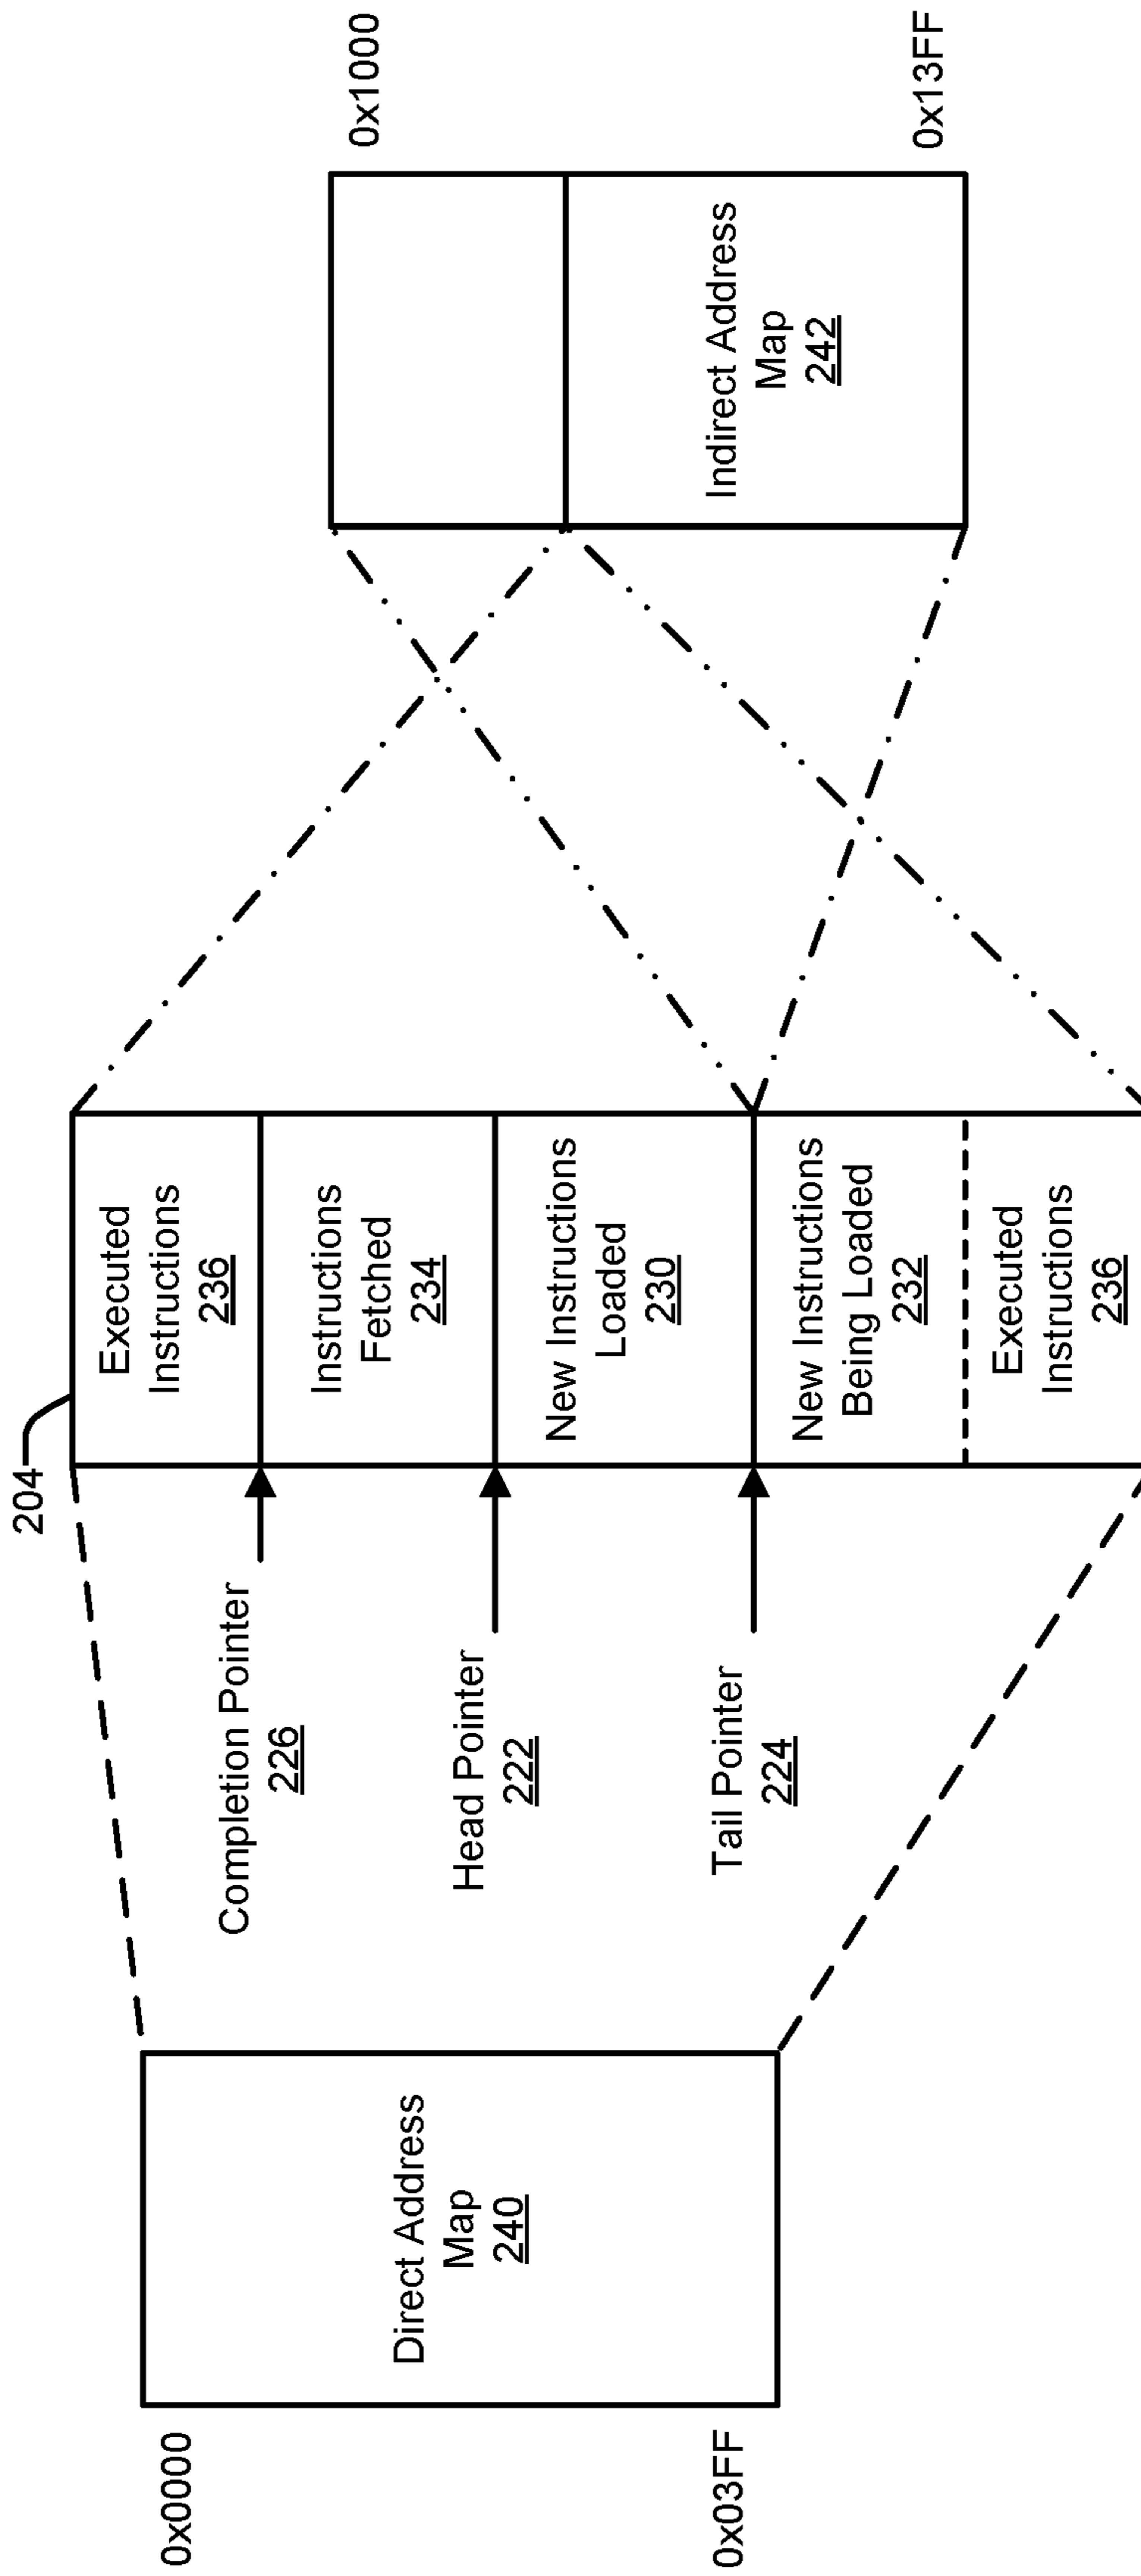 204
0x0000
Direct Address
Map
240
0x03FF
Completion Pointer
226
Head Pointer
222
Tail Pointer
224
Executed
Instructions
236
Instructions
Fetched
234
New Instructions
Loaded
230
New Instructions
Being Loaded
232
Executed
Instructions
236
0x1000
Indirect Address
Map
242
0x13FF